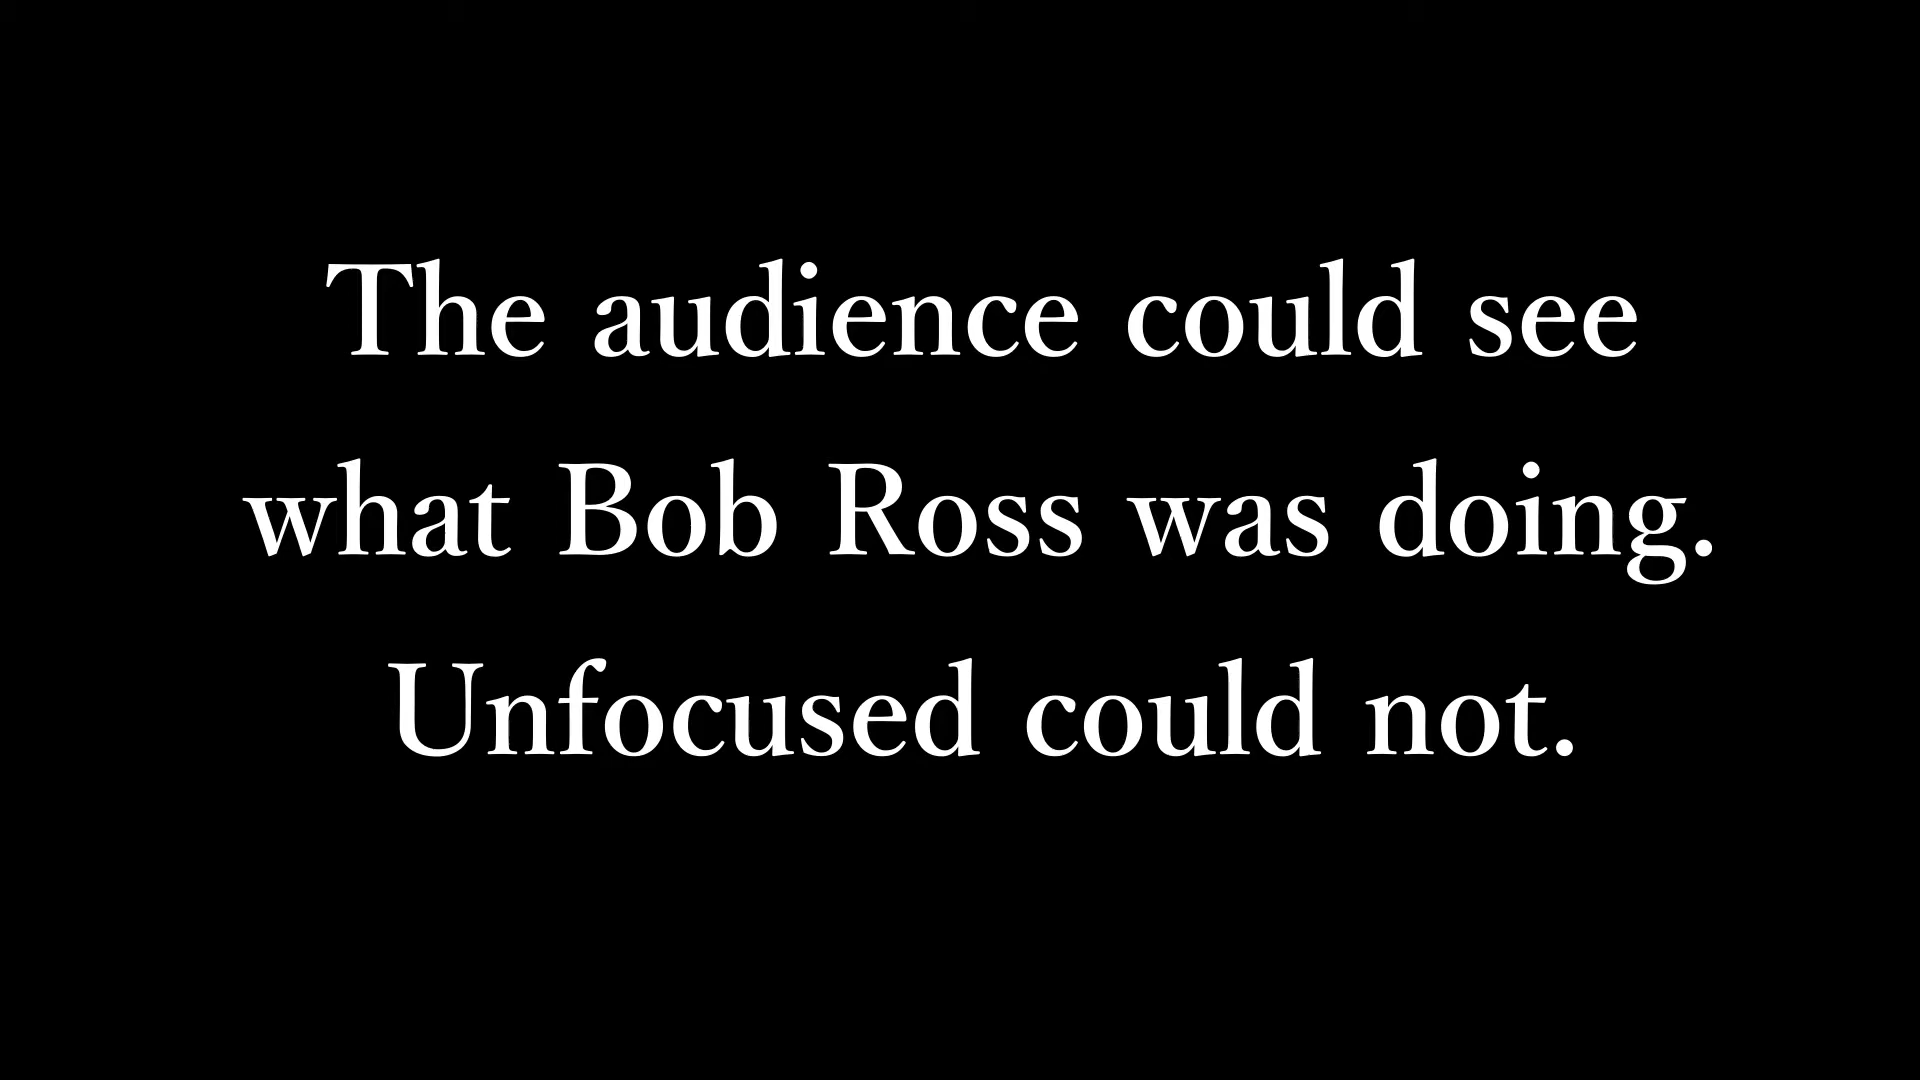 The audience could see
what Bob Ross was doing.
Unfocused could not.